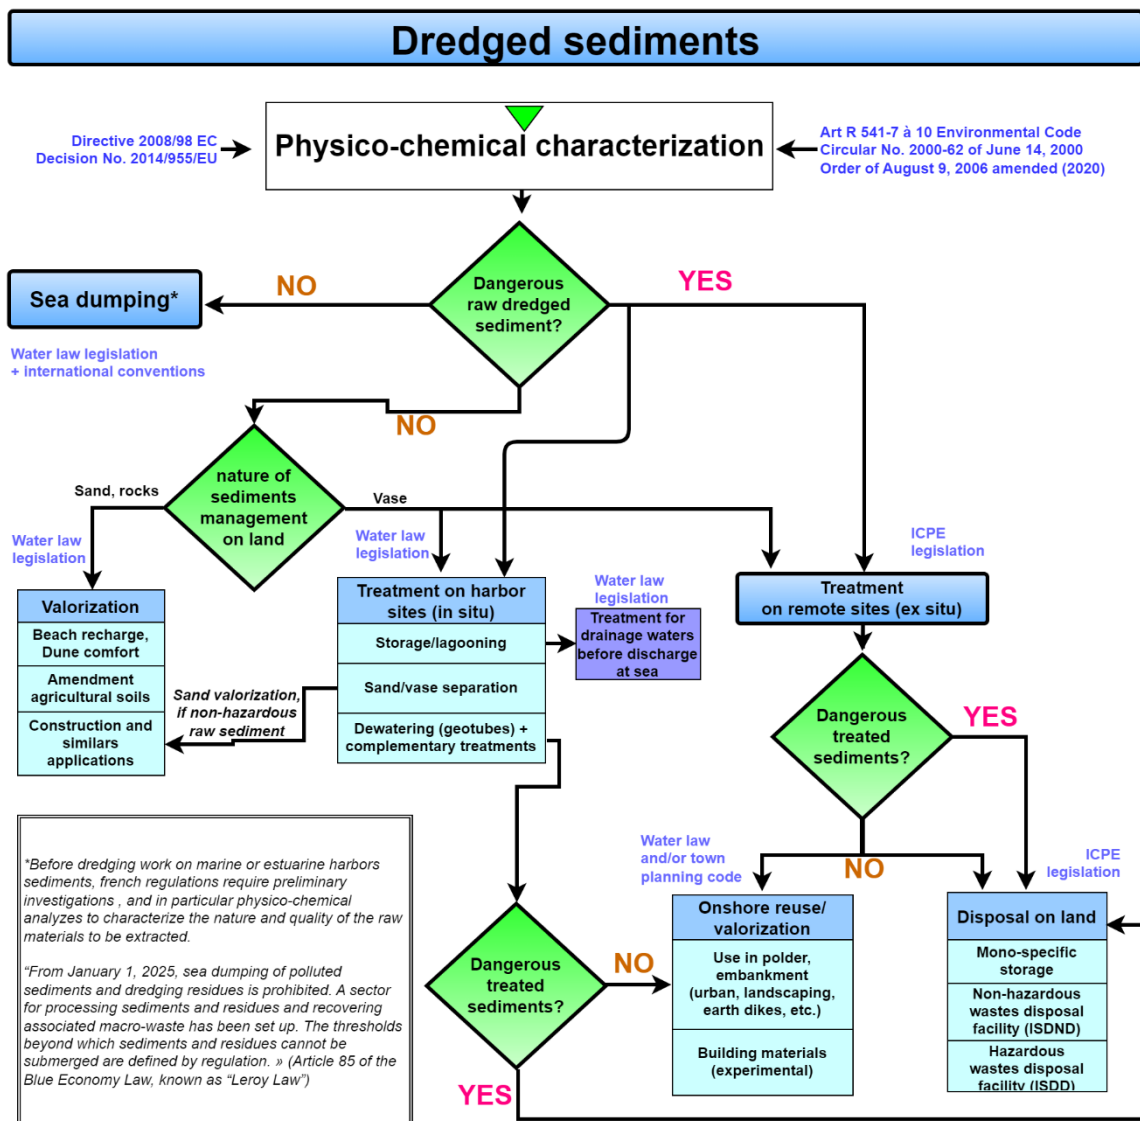 Dredged sediments
Directive 2008/98 EC
Decision No. 2014/955/EU
Physico-chemical characterization
Art R 541-7 à 10 Environmental Code
Circular No. 2000-62 of June 14, 2000
Order of August 9, 2006 amended (2020)
Sea dumping*
NO
Dangerous
raw dredged
sediment?
YES
Water law legislation
+ international conventions
NO
nature of
sediments
management
on land
Sand, rocks
Vase
Water law
legislation
Water law
legislation
Water law
legislation
ICPE
legislation
Valorization
Beach recharge,
Dune comfort
Amendment
agricultural soils
Construction and
similars
applications
Treatment on harbor
sites (in situ)
Storage/lagooning
Sand/vase separation
Dewatering (geotubes) +
complementary treatments
Sand valorization,
if non-hazardous
raw sediment
Treatment for
drainage waters
before discharge
at sea
Treatment
on remote sites (ex situ)
Dangerous
treated
sediments?
YES
NO
Water law
and/or town
planning code
ICPE
legislation
*Before dredging work on marine or estuarine harbors
sediments, french regulations require preliminary
investigations , and in particular physico-chemical
analyzes to characterize the nature and quality of the raw
materials to be extracted.
"From January 1, 2025, sea dumping of polluted
sediments and dredging residues is prohibited. A sector
for processing sediments and residues and recovering
associated macro-waste has been set up. The thresholds
beyond which sediments and residues cannot be
submerged are defined by regulation. » (Article 85 of the
Blue Economy Law, known as “Leroy Law”)
Dangerous
treated
sediments?
NO
YES
Onshore reuse/
valorization
Use in polder,
embankment
(urban, landscaping,
earth dikes, etc.)
Building materials
(experimental)
Disposal on land
Mono-specific
storage
Non-hazardous
wastes disposal
facility (ISDND)
Hazardous
wastes disposal
facility (ISDD)